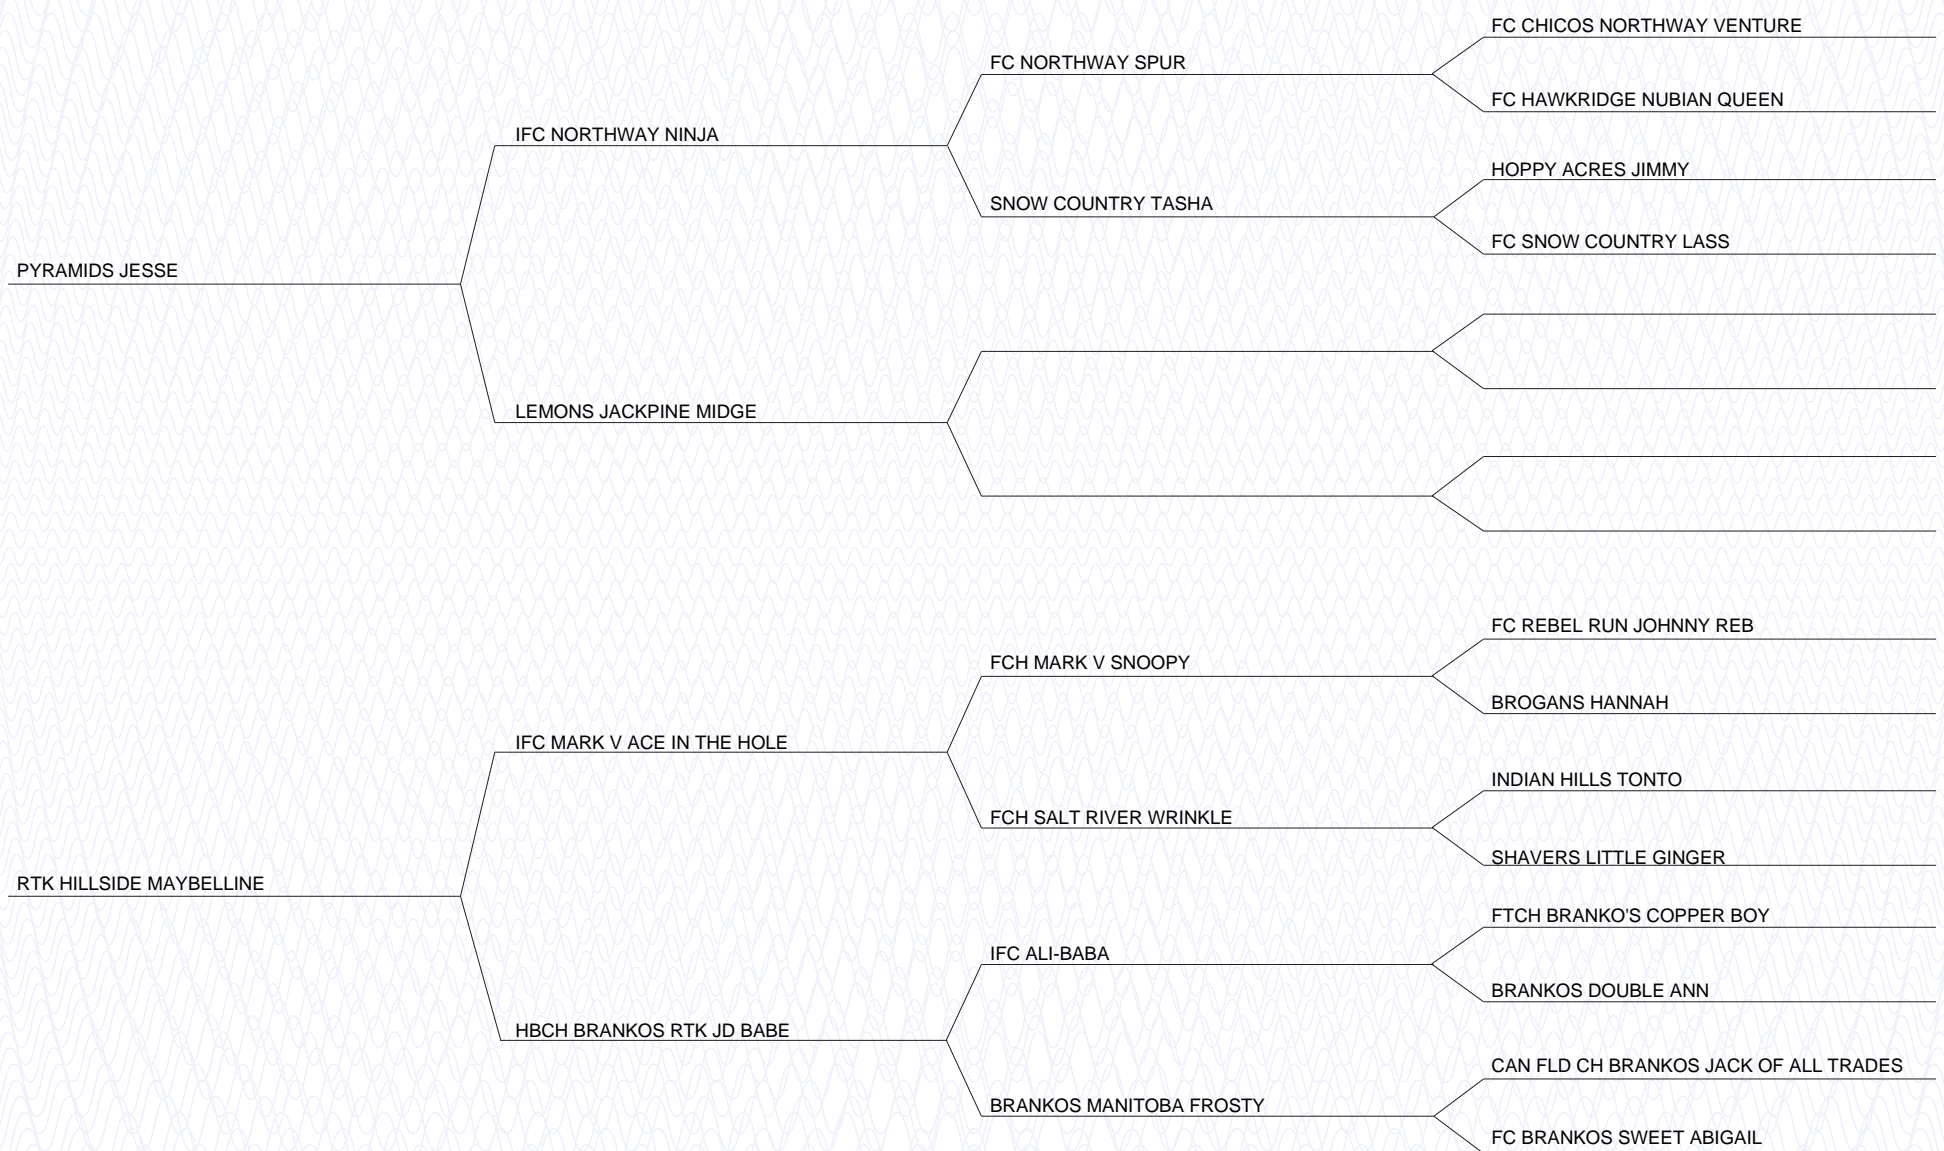 FC CHICOS NORTHWAY VENTURE
FC NORTHWAY SPUR
FC HAWKRIDGE NUBIAN QUEEN
IFC NORTHWAY NINJA
HOPPY ACRES JIMMY
SNOW COUNTRY TASHA
FC SNOW COUNTRY LASS
PYRAMIDS JESSE
LEMONS JACKPINE MIDGE
FC REBEL RUN JOHNNY REB
FCH MARK V SNOOPY
BROGANS HANNAH
IFC MARK V ACE IN THE HOLE
INDIAN HILLS TONTO
FCH SALT RIVER WRINKLE
SHAVERS LITTLE GINGER
RTK HILLSIDE MAYBELLINE
FTCH BRANKO'S COPPER BOY
IFC ALI-BABA
BRANKOS DOUBLE ANN
HBCH BRANKOS RTK JD BABE
CAN FLD CH BRANKOS JACK OF ALL TRADES
BRANKOS MANITOBA FROSTY
FC BRANKOS SWEET ABIGAIL